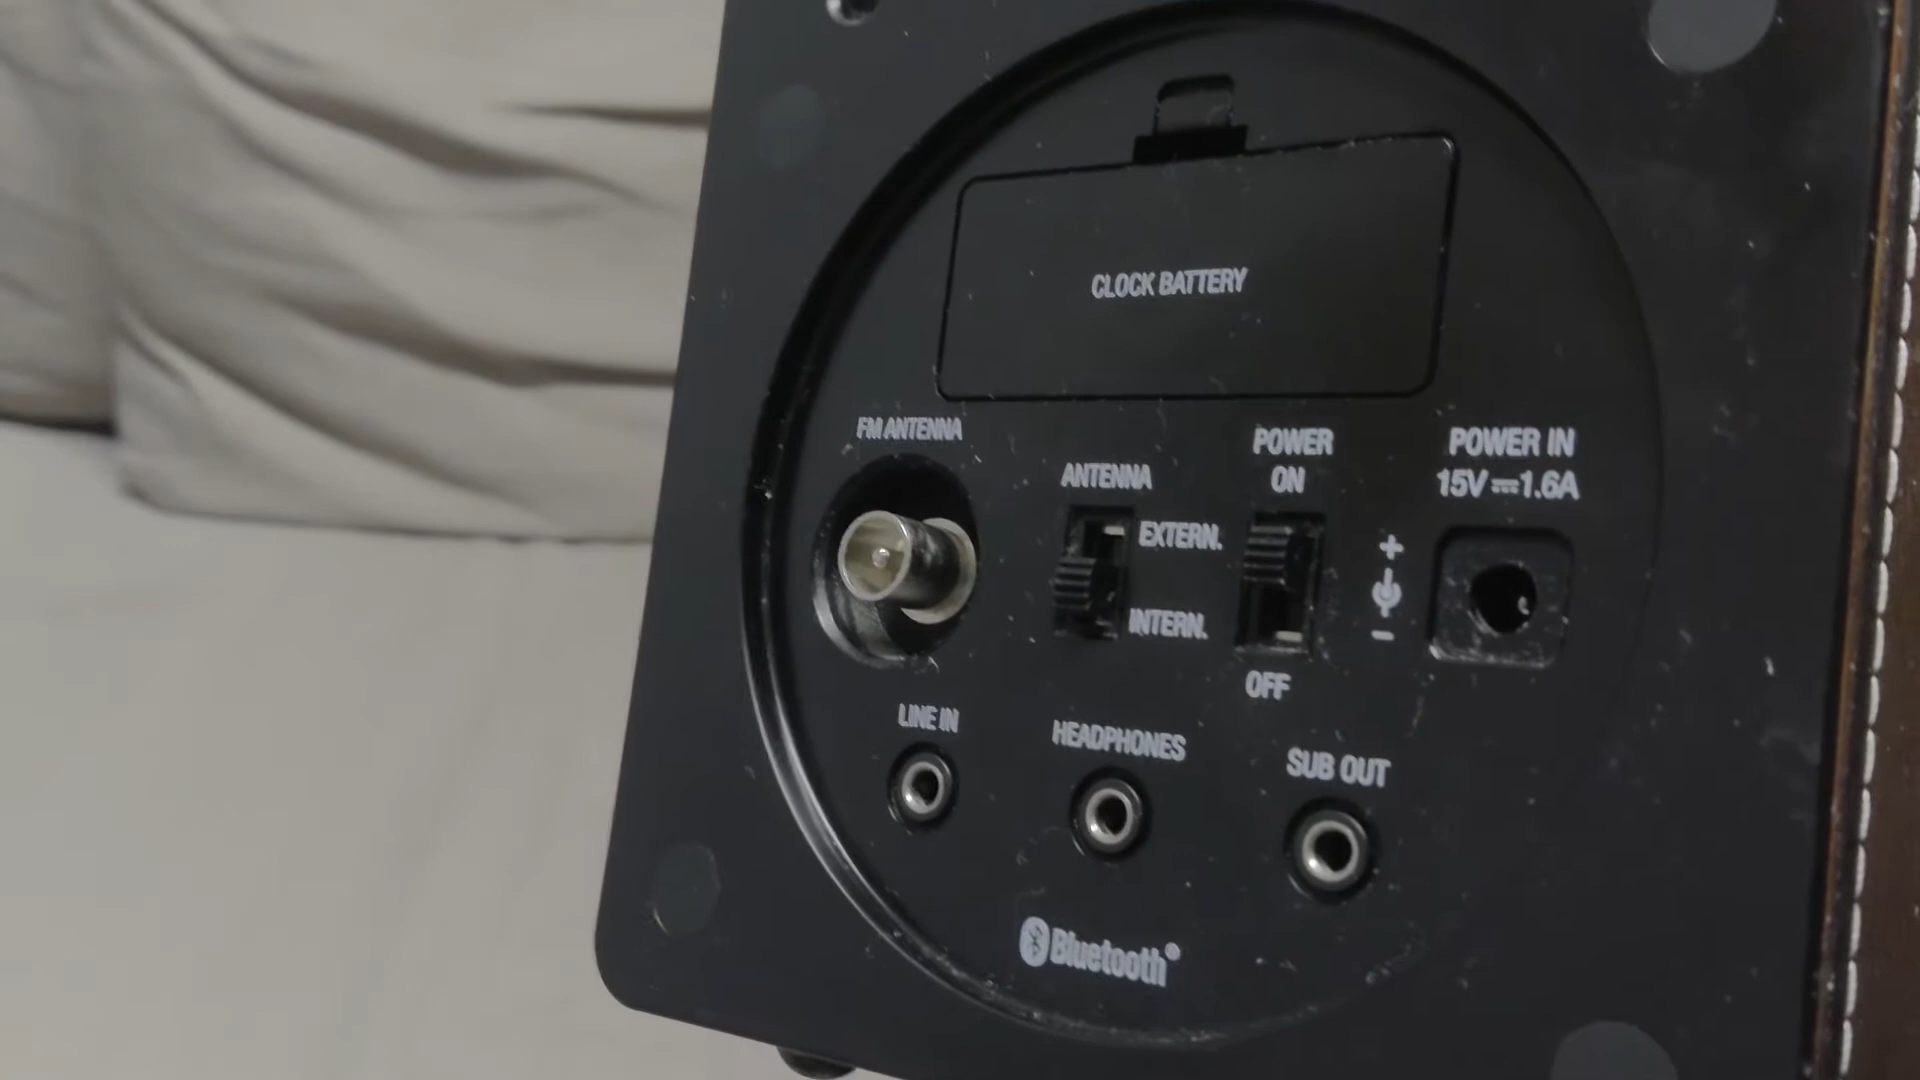 CLOCK BATTERY
FM ANTENNA
ANTENNA
EXTERN.
INTERN.
POWER
ON
OFF
POWER IN
15V⎓1.6A
+
−
LINE IN
HEADPHONES
SUB OUT
Bluetooth®